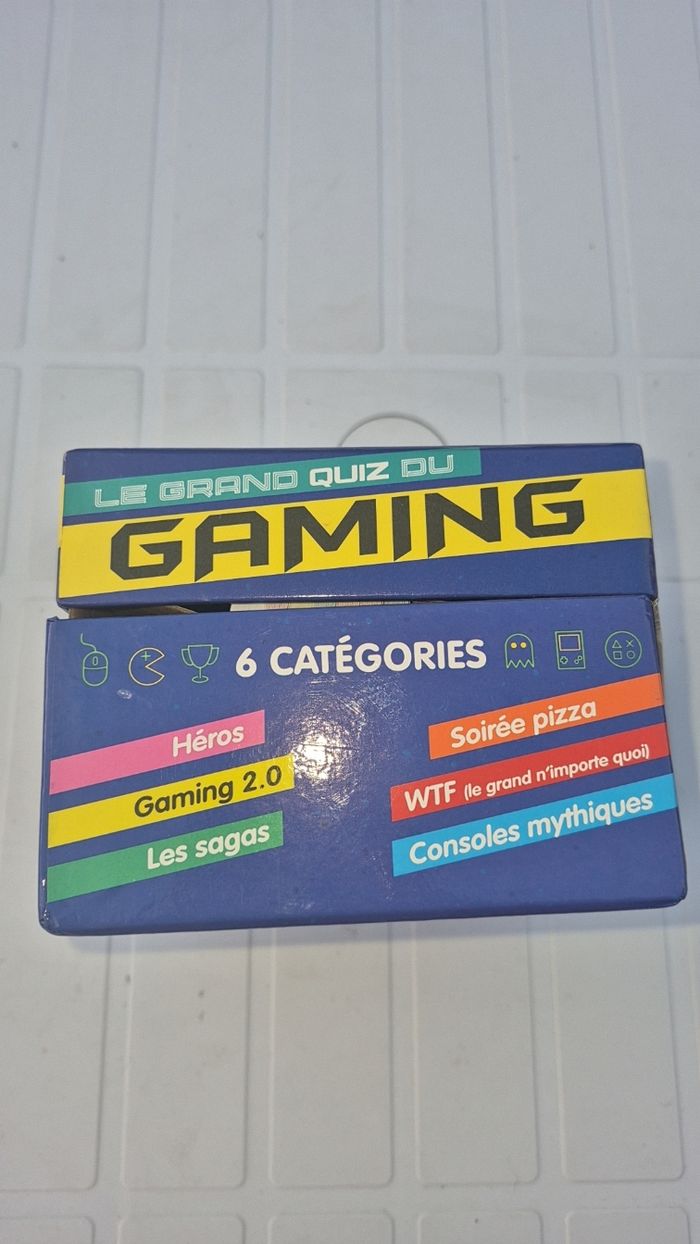 LE GRAND QUIZ DU
GAMING
6 CATÉGORIES
Héros
Gaming 2.0
Les sagas
Soirée pizza
WTF (le grand n'importe quoi)
Consoles mythiques